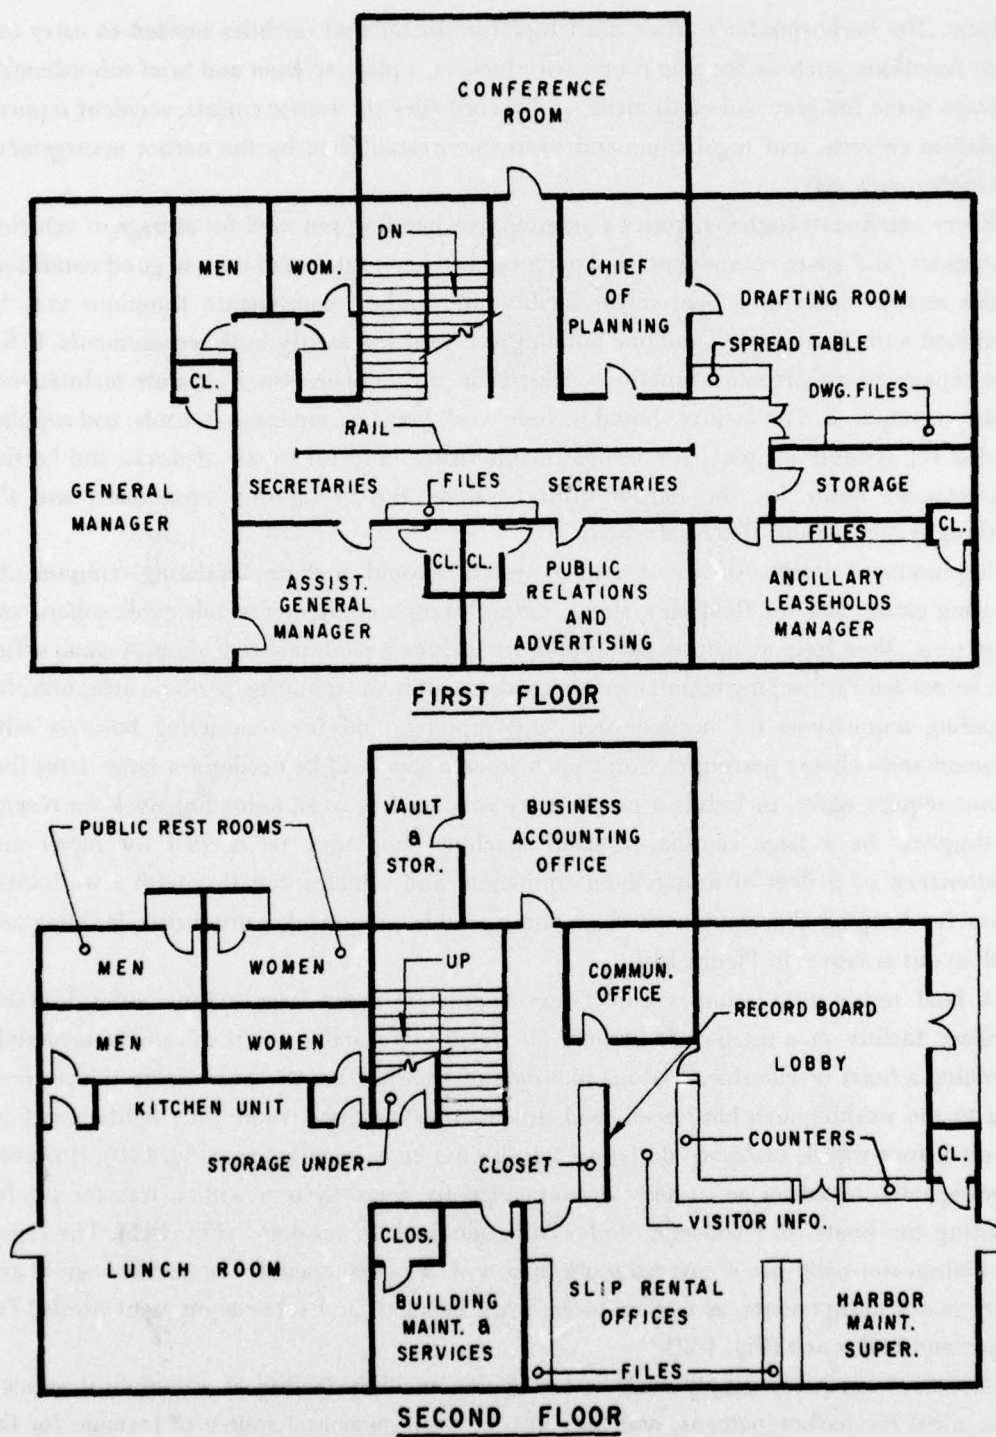 CONFERENCE
ROOM
DN
MEN
WOM.
CHIEF
OF
PLANNING
DRAFTING ROOM
SPREAD TABLE
DWG. FILES
CL.
RAIL
GENERAL
MANAGER
SECRETARIES
FILES
SECRETARIES
STORAGE
CL.
FILES
ASSIST.
GENERAL
MANAGER
CL.
CL.
PUBLIC
RELATIONS
AND
ADVERTISING
ANCILLARY
LEASEHOLDS
MANAGER
FIRST FLOOR
PUBLIC REST ROOMS
VAULT
&
STOR.
BUSINESS
ACCOUNTING
OFFICE
MEN
WOMEN
UP
COMMUN.
OFFICE
RECORD BOARD
MEN
WOMEN
LOBBY
KITCHEN UNIT
COUNTERS
STORAGE UNDER
CLOSET
CL.
VISITOR INFO.
LUNCH ROOM
CLOS.
BUILDING
MAINT. &
SERVICES
SLIP RENTAL
OFFICES
HARBOR
MAINT.
SUPER.
FILES
SECOND FLOOR